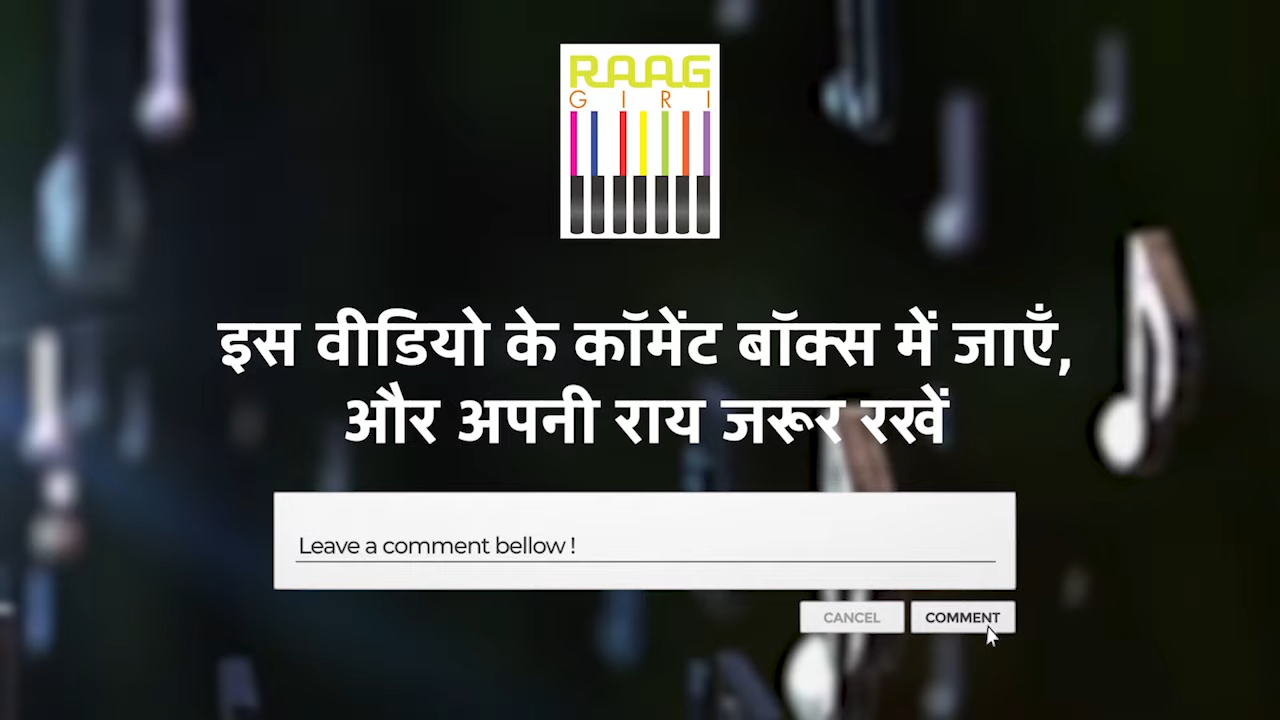 RAAG
GIRI
इस वीडियो के कॉमेंट बॉक्स में जाएँ,
और अपनी राय जरूर रखें
Leave a comment bellow !
CANCEL COMMENT